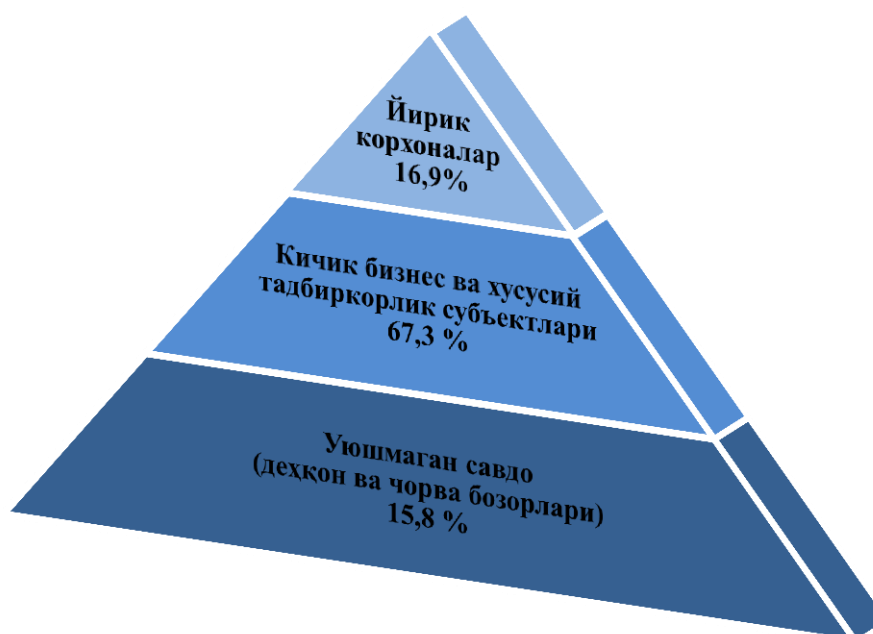 Йирик
корхоналар
16,9%
Кичик бизнес ва хусусий
тадбиркорлик субъектлари
67,3 %
Уюшмаган савдо
(деҳқон ва чорва бозорлари)
15,8 %